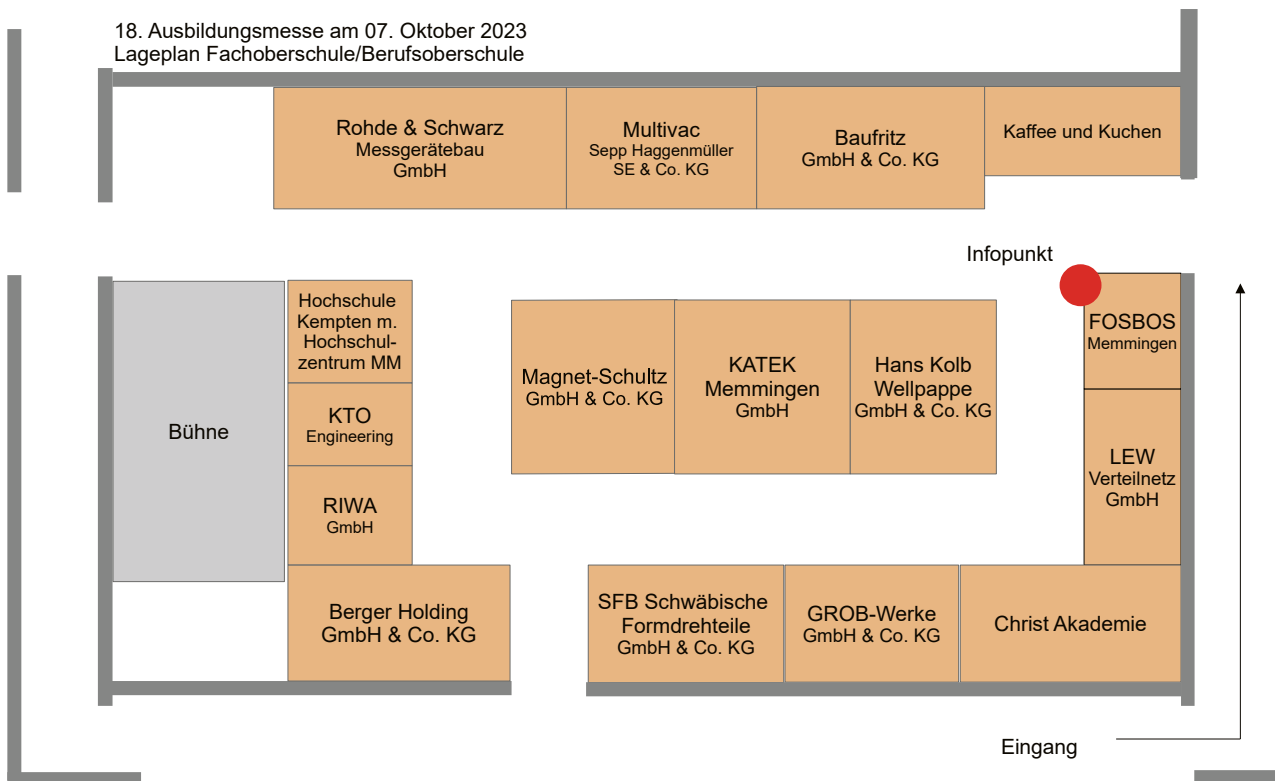 18. Ausbildungsmesse am 07. Oktober 2023
Lageplan Fachoberschule/Berufsoberschule
Rohde & Schwarz
Messgerätebau
GmbH
Multivac
Sepp Haggenmüller
SE & Co. KG
Baufritz
GmbH & Co. KG
Kaffee und Kuchen
Infopunkt
Hochschule
Kempten m.
Hochschul-
zentrum MM
KTO
Engineering
RIWA
GmbH
Bühne
Magnet-Schultz
GmbH & Co. KG
KATEK
Memmingen
GmbH
Hans Kolb
Wellpappe
GmbH & Co. KG
FOSBOS
Memmingen
LEW
Verteilnetz
GmbH
Berger Holding
GmbH & Co. KG
SFB Schwäbische
Formdrehteile
GmbH & Co. KG
GROB-Werke
GmbH & Co. KG
Christ Akademie
Eingang